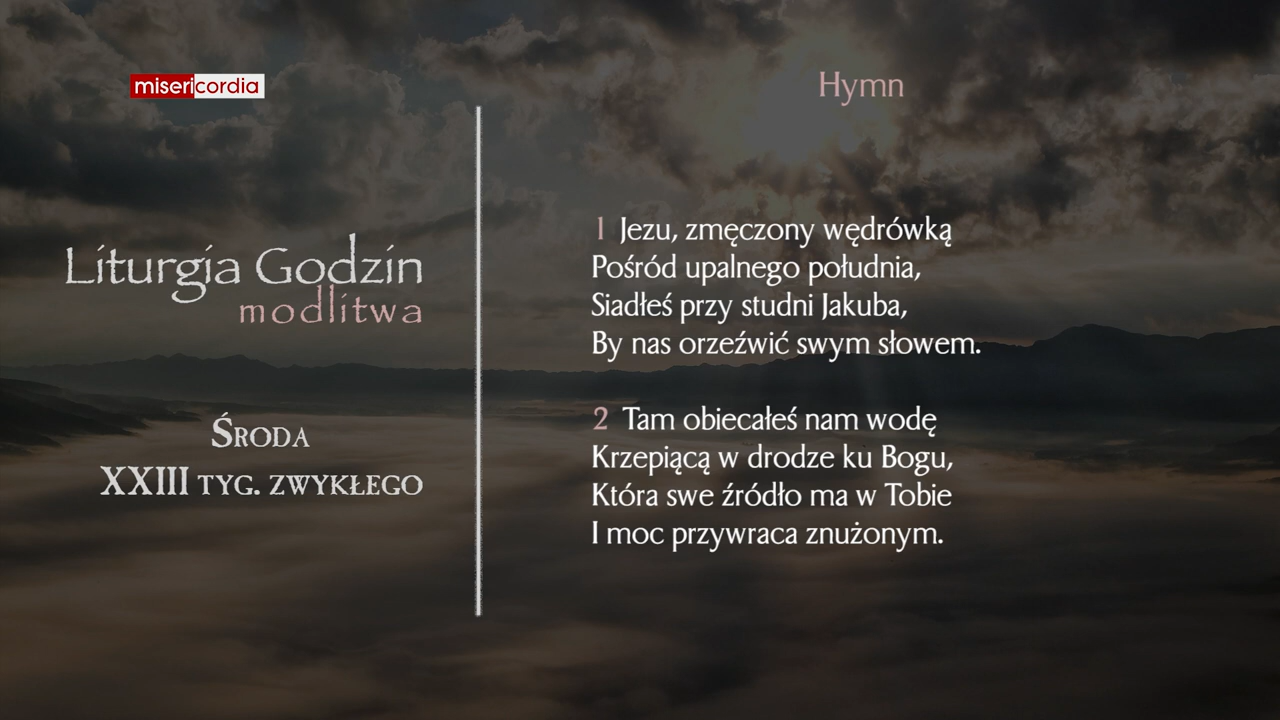 misericordia
Liturgia Godzin
modlitwa
Środa
XXIII tyg. zwykłego
Hymn
1 Jezu, zmęczony wędrówką
Pośród upalnego południa,
Siadłeś przy studni Jakuba,
By nas orzeźwić swym słowem.
2 Tam obiecałeś nam wodę
Krzepiącą w drodze ku Bogu,
Która swe źródło ma w Tobie
I moc przywraca znużonym.